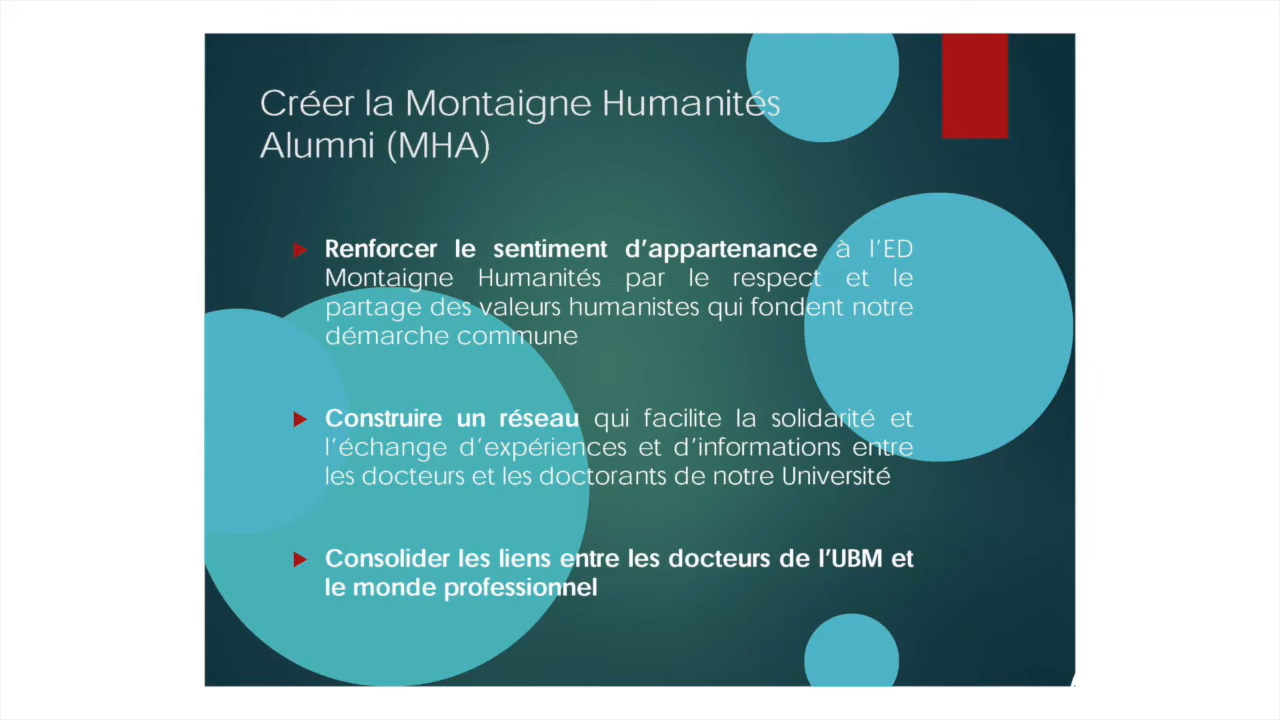 Créer la Montaigne Humanités
Alumni (MHA)
Renforcer le sentiment d'appartenance à l'ED
Montaigne Humanités par le respect et le
partage des valeurs humanistes qui fondent notre
démarche commune
Construire un réseau qui facilite la solidarité et
l'échange d'expériences et d'informations entre
les docteurs et les doctorants de notre Université
Consolider les liens entre les docteurs de l'UBM et
le monde professionnel